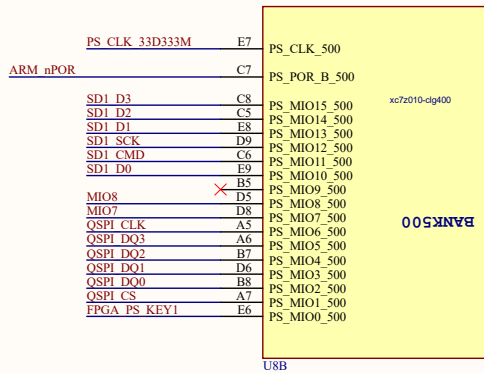 PS_CLK_33D333M E7 PS_CLK_500
ARM_nPOR C7 PS_POR_B_500
xc7z010-clg400
SD1_D3 C8 PS_MIO15_500
SD1_D2 C5 PS_MIO14_500
SD1_D1 E8 PS_MIO13_500
SD1_SCK D9 PS_MIO12_500
SD1_CMD C6 PS_MIO11_500
SD1_D0 E9 PS_MIO10_500
B5 PS_MIO9_500
MIO8 D5 PS_MIO8_500
MIO7 D8 PS_MIO7_500
QSPI_CLK A5 PS_MIO6_500
QSPI_DQ3 A6 PS_MIO5_500
QSPI_DQ2 B7 PS_MIO4_500
QSPI_DQ1 D6 PS_MIO3_500
QSPI_DQ0 B8 PS_MIO2_500
QSPI_CS A7 PS_MIO1_500
FPGA_PS_KEY1 E6 PS_MIO0_500
BANK500
U8B